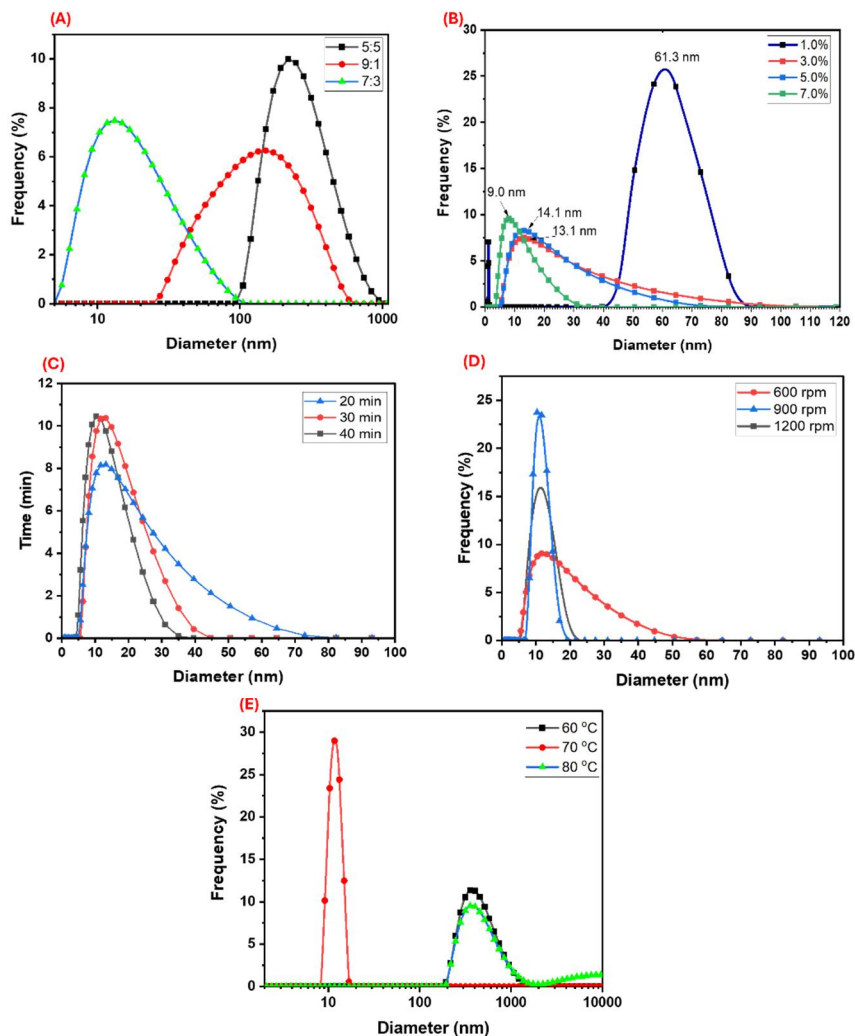 (A)
5:5
9:1
7:3
10
8
6
4
2
0
Frequency (%)
10 100 1000
Diameter (nm)
(B)
1.0%
3.0%
5.0%
7.0%
61.3 nm
9.0 nm
14.1 nm
13.1 nm
30
25
20
15
10
5
0
Frequency (%)
0 10 20 30 40 50 60 70 80 90 100 110 120
Diameter (nm)
(C)
20 min
30 min
40 min
12
10
8
6
4
2
0
Time (min)
0 10 20 30 40 50 60 70 80 90 100
Diameter (nm)
(D)
600 rpm
900 rpm
1200 rpm
25
20
15
10
5
0
Frequency (%)
0 10 20 30 40 50 60 70 80 90 100
Diameter (nm)
(E)
60 °C
70 °C
80 °C
30
25
20
15
10
5
0
Frequency (%)
10 100 1000 10000
Diameter (nm)